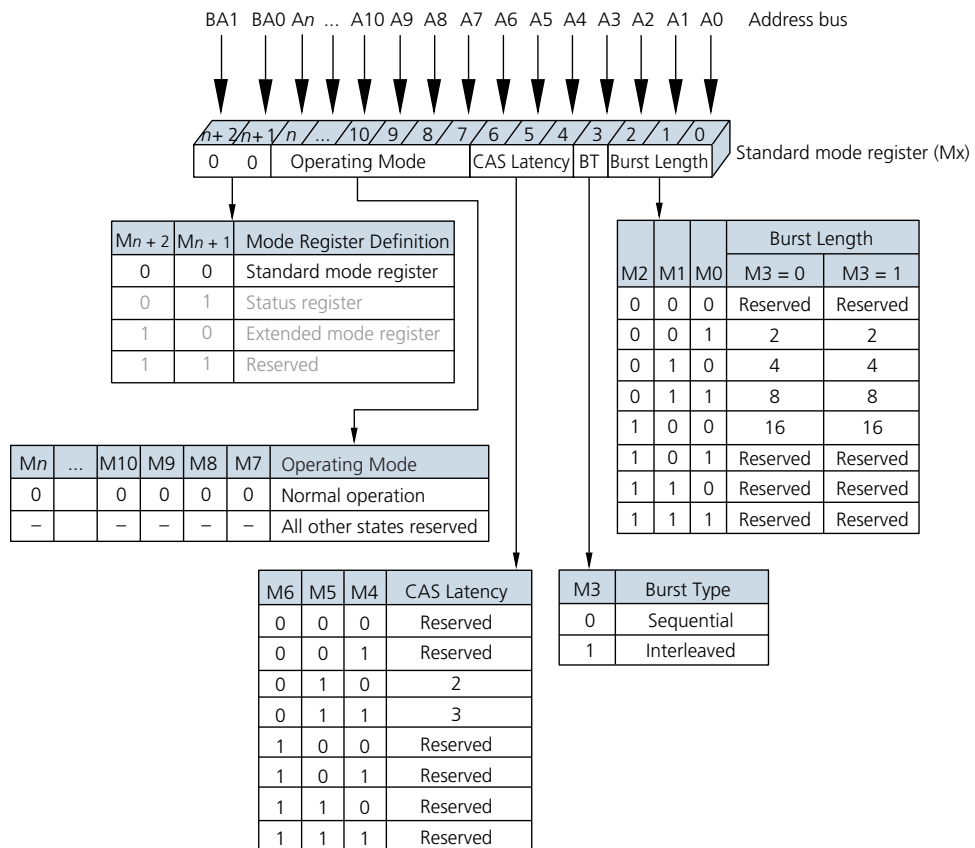 BA1 BA0 An ... A10 A9 A8 A7 A6 A5 A4 A3 A2 A1 A0 Address bus
n+ 2 n+ 1 n ... 10 9 8 7 6 5 4 3 2 1 0
0 0 Operating Mode CAS Latency BT Burst Length
Standard mode register (Mx)
Mn + 2 Mn + 1 Mode Register Definition
0 0 Standard mode register
0 1 Status register
1 0 Extended mode register
1 1 Reserved
Burst Length
M2 M1 M0 M3 = 0 M3 = 1
0 0 0 Reserved Reserved
0 0 1 2 2
0 1 0 4 4
0 1 1 8 8
1 0 0 16 16
1 0 1 Reserved Reserved
1 1 0 Reserved Reserved
1 1 1 Reserved Reserved
Mn ... M10 M9 M8 M7 Operating Mode
0 0 0 0 0 Normal operation
– – – – – All other states reserved
M6 M5 M4 CAS Latency
0 0 0 Reserved
0 0 1 Reserved
0 1 0 2
0 1 1 3
1 0 0 Reserved
1 0 1 Reserved
1 1 0 Reserved
1 1 1 Reserved
M3 Burst Type
0 Sequential
1 Interleaved